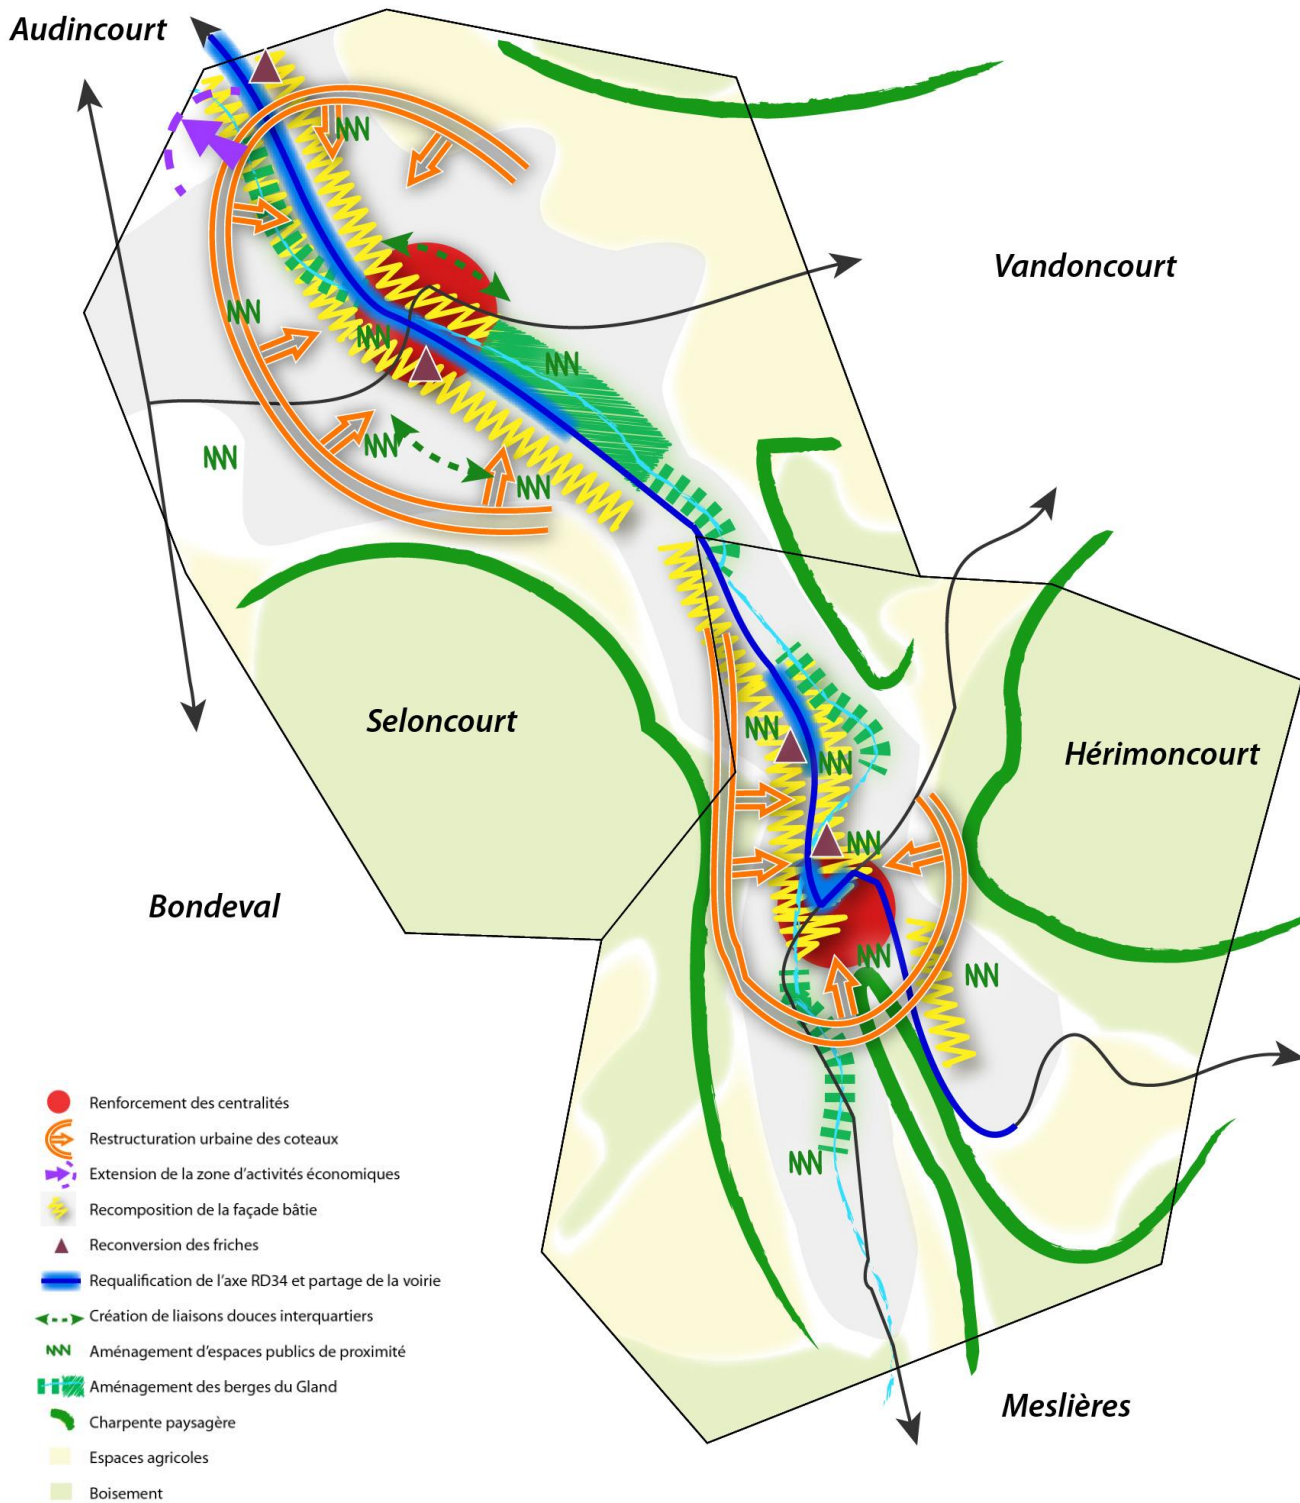 Audincourt
Vandoncourt
Seloncourt
Hérimoncourt
Bondeval
Meslières
Renforcement des centralités
Restructuration urbaine des coteaux
Extension de la zone d'activités économiques
Recomposition de la façade bâtie
Reconversion des friches
Requalification de l'axe RD34 et partage de la voirie
Création de liaisons douces interquartiers
Aménagement d'espaces publics de proximité
Aménagement des berges du Gland
Charpente paysagère
Espaces agricoles
Boisement